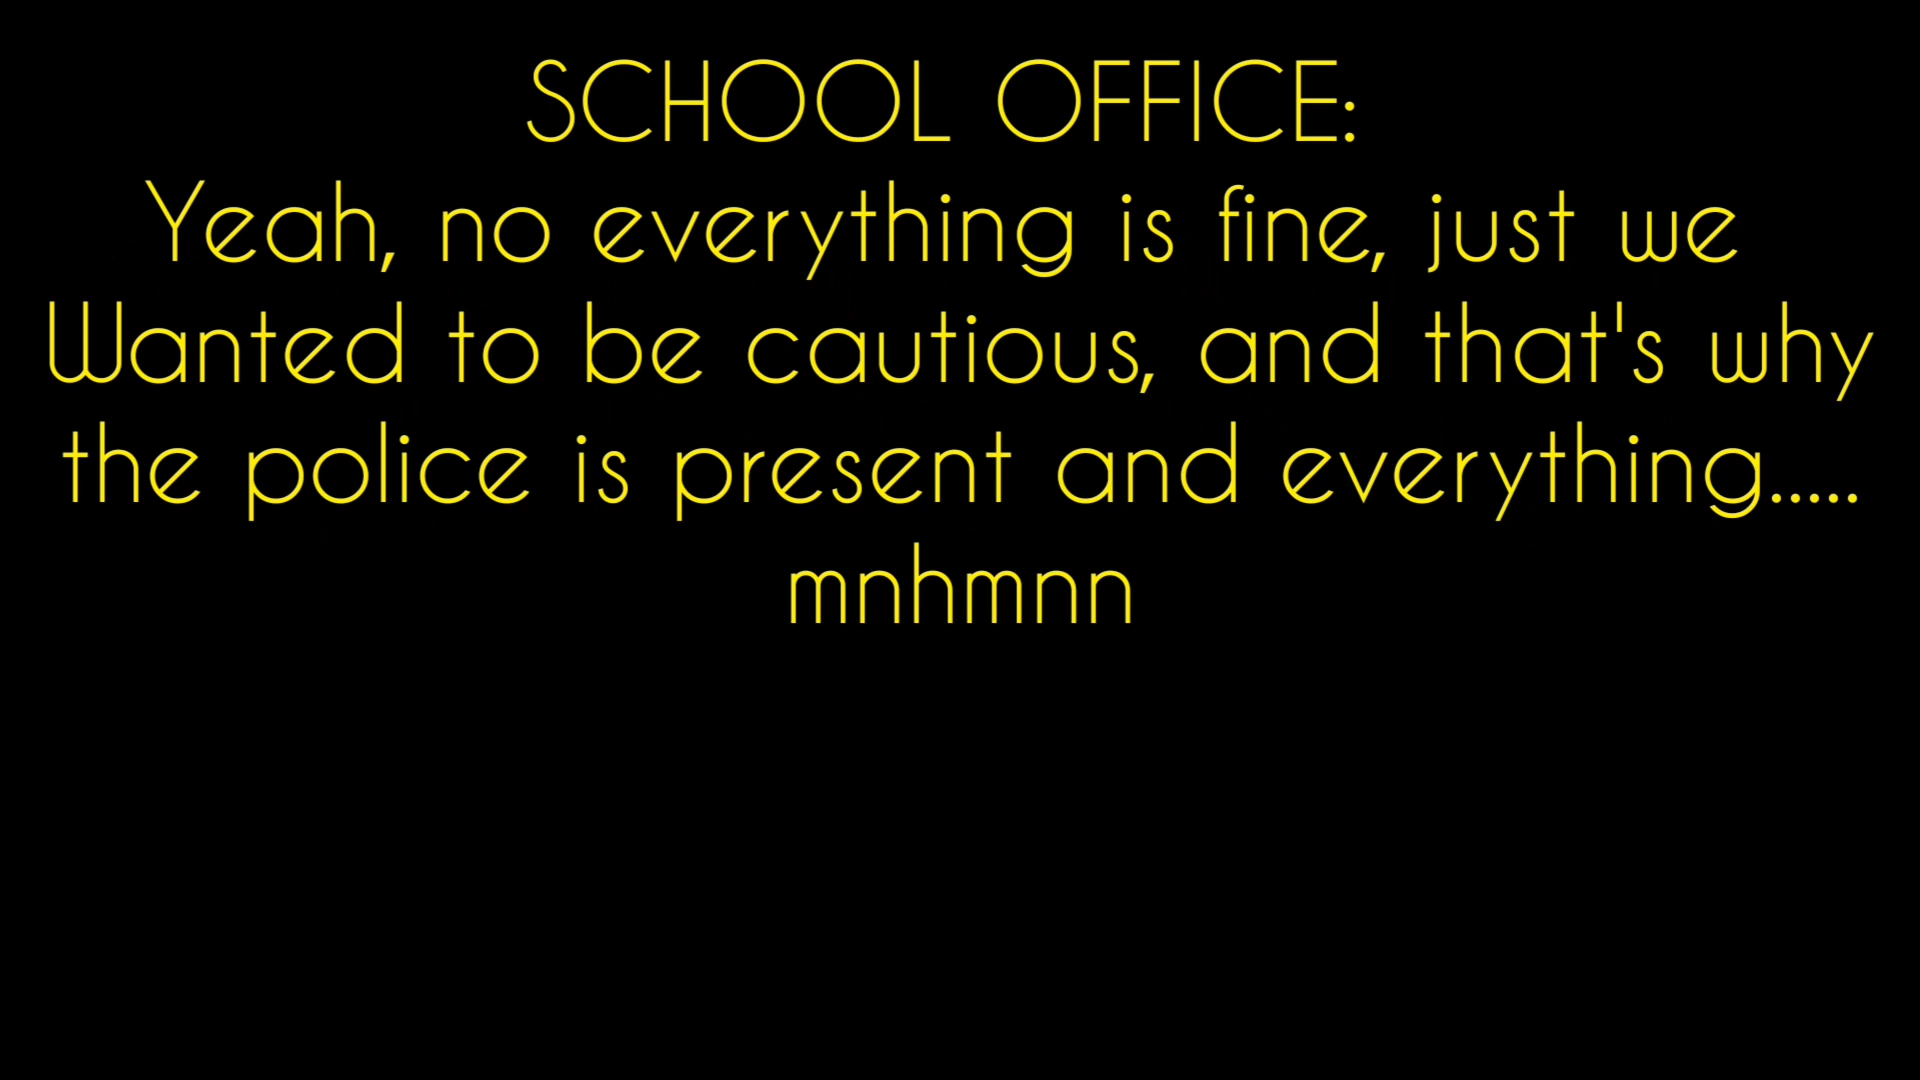 SCHOOL OFFICE:
Yeah, no everything is fine, just we
Wanted to be cautious, and that's why
the police is present and everything.....
mnhmnn